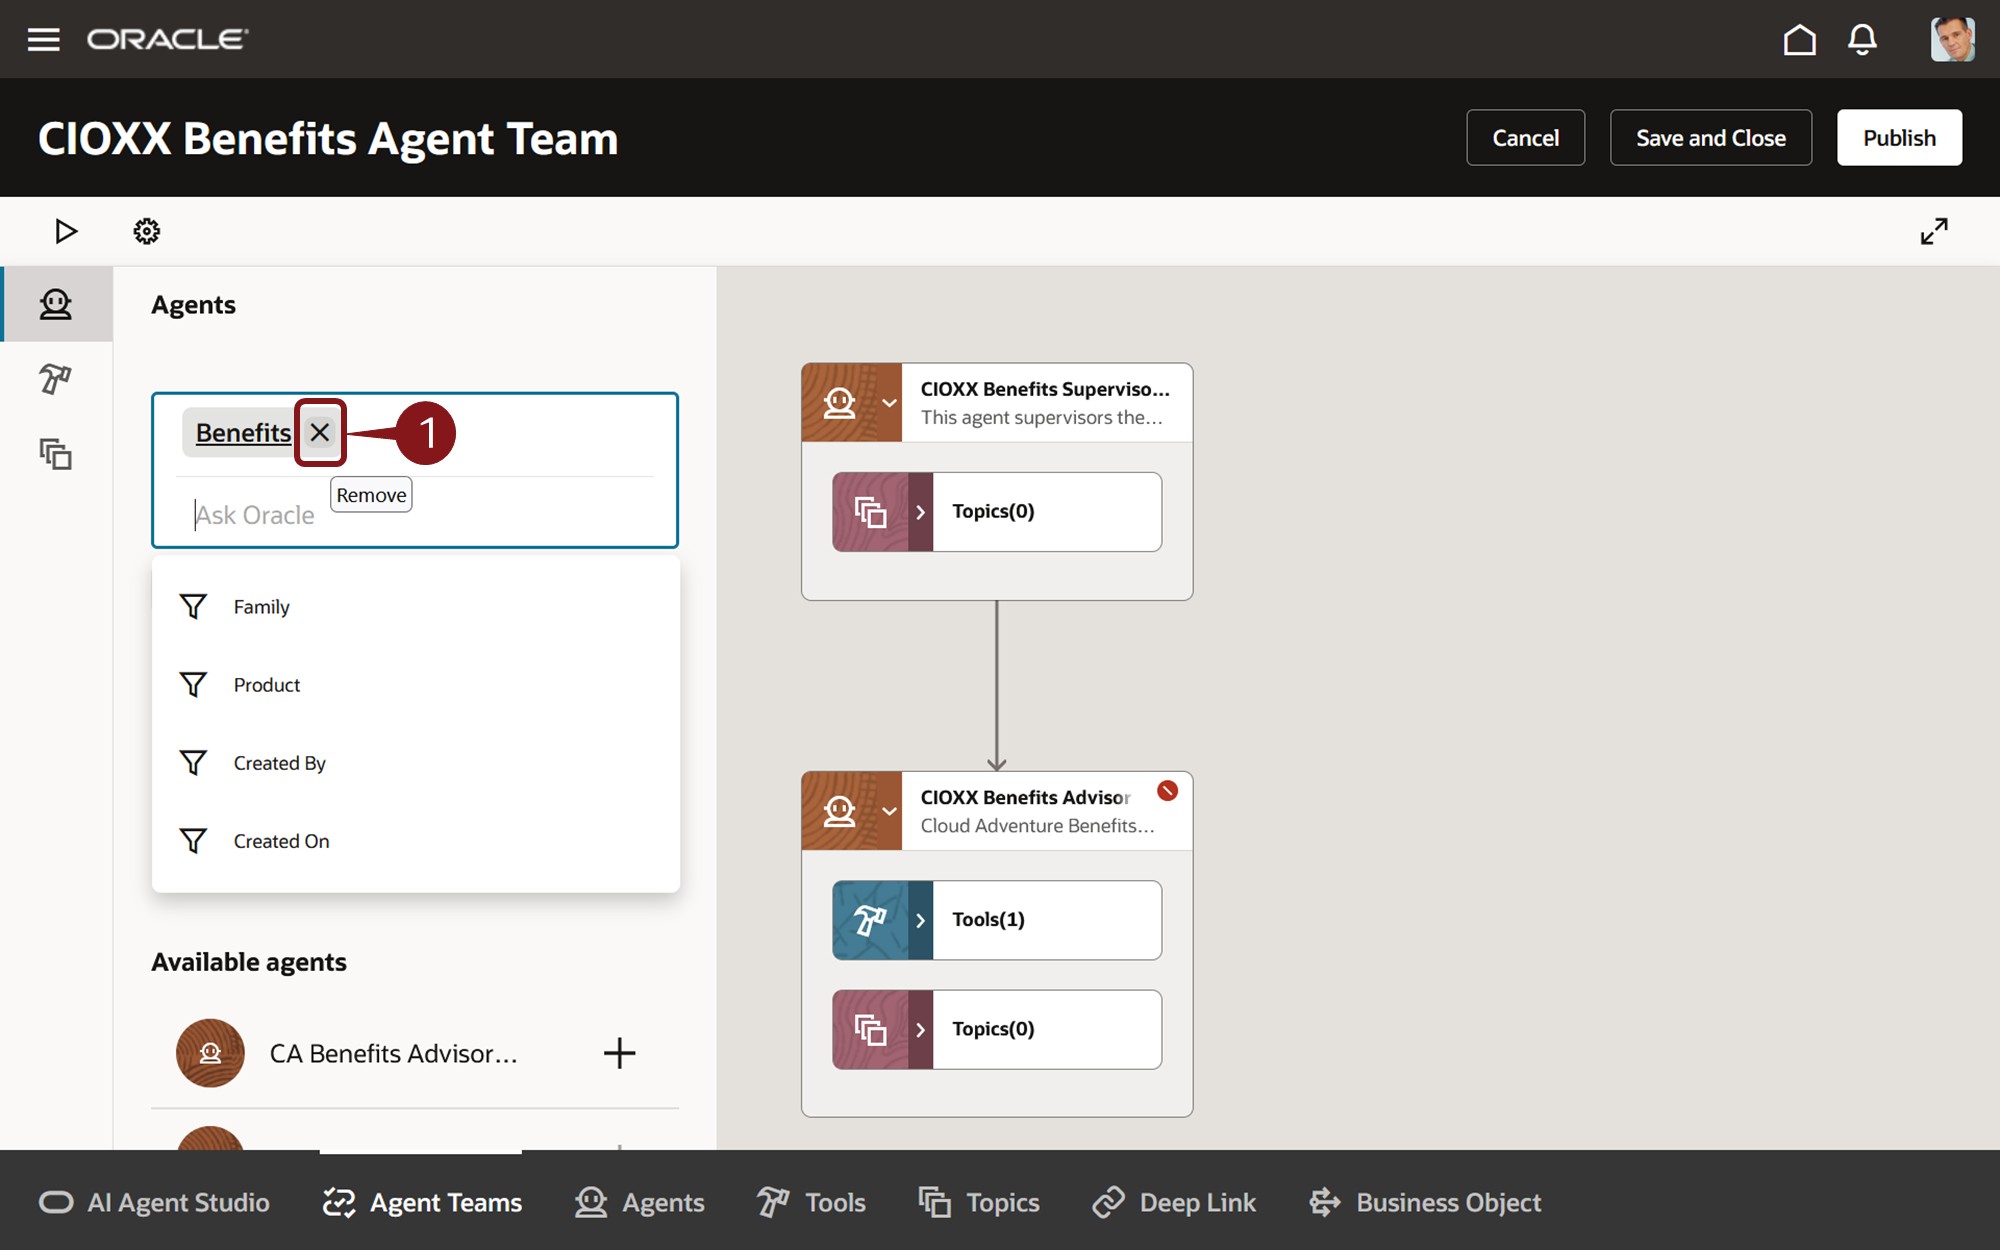 ORACLE
CIOXX Benefits Agent Team
Cancel
Save and Close
Publish
Agents
Benefits
1
Remove
Ask Oracle
Family
Product
Created By
Created On
Available agents
CA Benefits Advisor...
CIOXX Benefits Superviso...
This agent supervisors the...
Topics(0)
CIOXX Benefits Advisor
Cloud Adventure Benefits...
Tools(1)
Topics(0)
AI Agent Studio
Agent Teams
Agents
Tools
Topics
Deep Link
Business Object